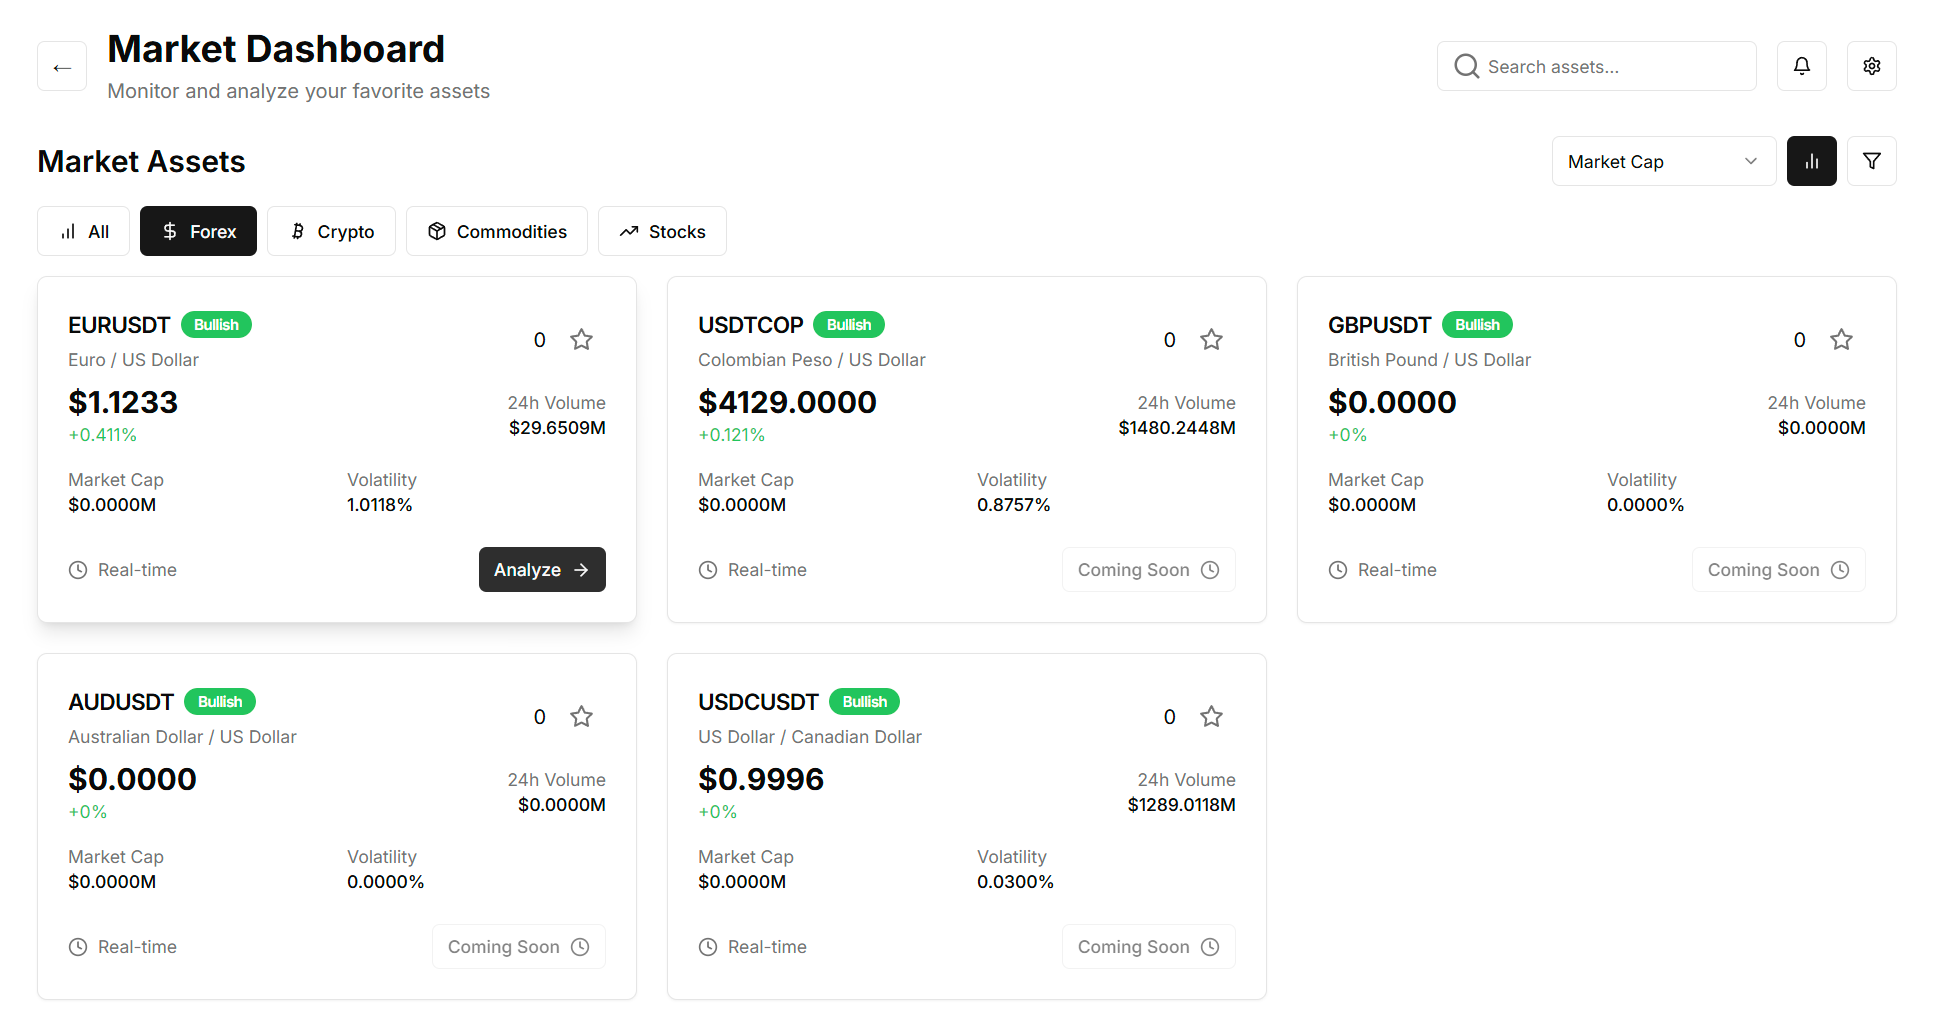 Market Dashboard
Monitor and analyze your favorite assets
Search assets...
Market Assets
Market Cap
All
Forex
Crypto
Commodities
Stocks
EURUSDT Bullish
0
Euro / US Dollar
$1.1233
+0.411%
24h Volume
$29.6509M
Market Cap
$0.0000M
Volatility
1.0118%
Real-time
Analyze
USDTCOP Bullish
0
Colombian Peso / US Dollar
$4129.0000
+0.121%
24h Volume
$1480.2448M
Market Cap
$0.0000M
Volatility
0.8757%
Real-time
Coming Soon
GBPUSDT Bullish
0
British Pound / US Dollar
$0.0000
+0%
24h Volume
$0.0000M
Market Cap
$0.0000M
Volatility
0.0000%
Real-time
Coming Soon
AUDUSDT Bullish
0
Australian Dollar / US Dollar
$0.0000
+0%
24h Volume
$0.0000M
Market Cap
$0.0000M
Volatility
0.0000%
Real-time
Coming Soon
USDCUSDT Bullish
0
US Dollar / Canadian Dollar
$0.9996
+0%
24h Volume
$1289.0118M
Market Cap
$0.0000M
Volatility
0.0300%
Real-time
Coming Soon